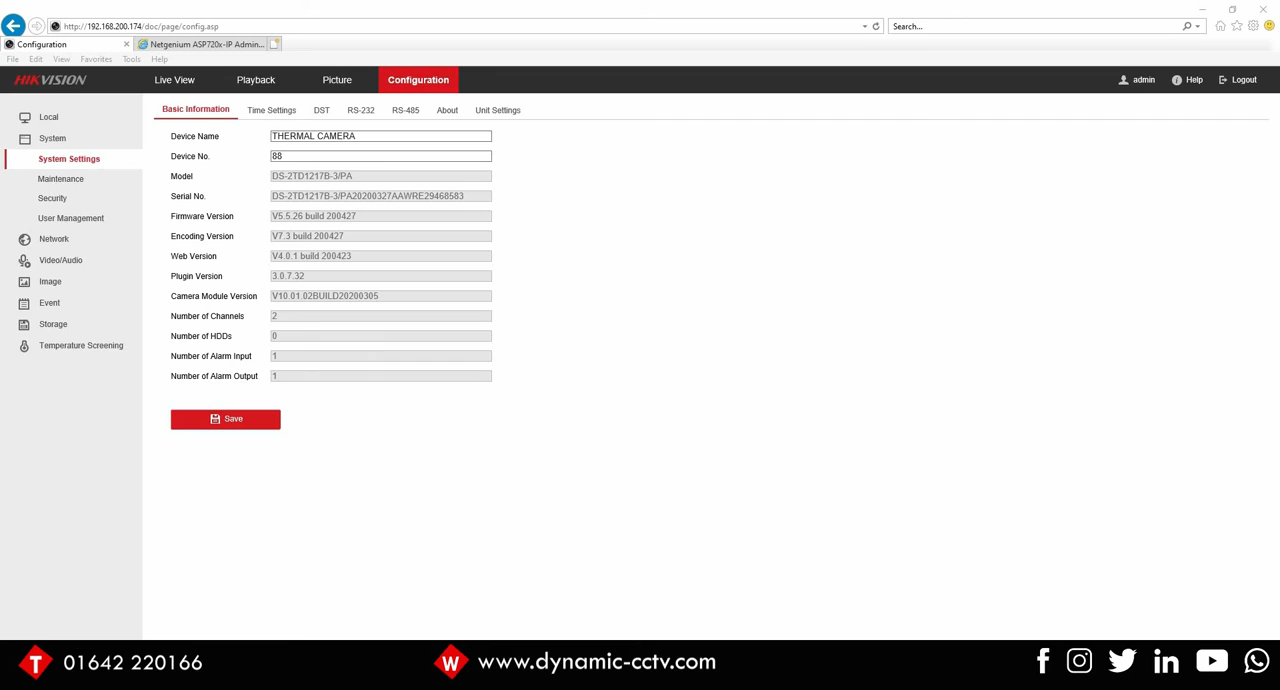 http://192.168.200.174/doc/page/config.asp
Search...
Configuration
Netgenium ASP720x-IP Admin...
File Edit View Favorites Tools Help
HIKVISION
Live View Playback Picture Configuration
admin Help Logout
Local
System
System Settings
Maintenance
Security
User Management
Network
Video/Audio
Image
Event
Storage
Temperature Screening
Basic Information Time Settings DST RS-232 RS-485 About Unit Settings
Device Name THERMAL CAMERA
Device No. 88
Model DS-2TD1217B-3/PA
Serial No. DS-2TD1217B-3/PA20200327AAWRE29468583
Firmware Version V5.5.26 build 200427
Encoding Version V7.3 build 200427
Web Version V4.0.1 build 200423
Plugin Version 3.0.7.32
Camera Module Version V10.01.02BUILD20200305
Number of Channels 2
Number of HDDs 0
Number of Alarm Input 1
Number of Alarm Output 1
Save
T 01642 220166
W www.dynamic-cctv.com